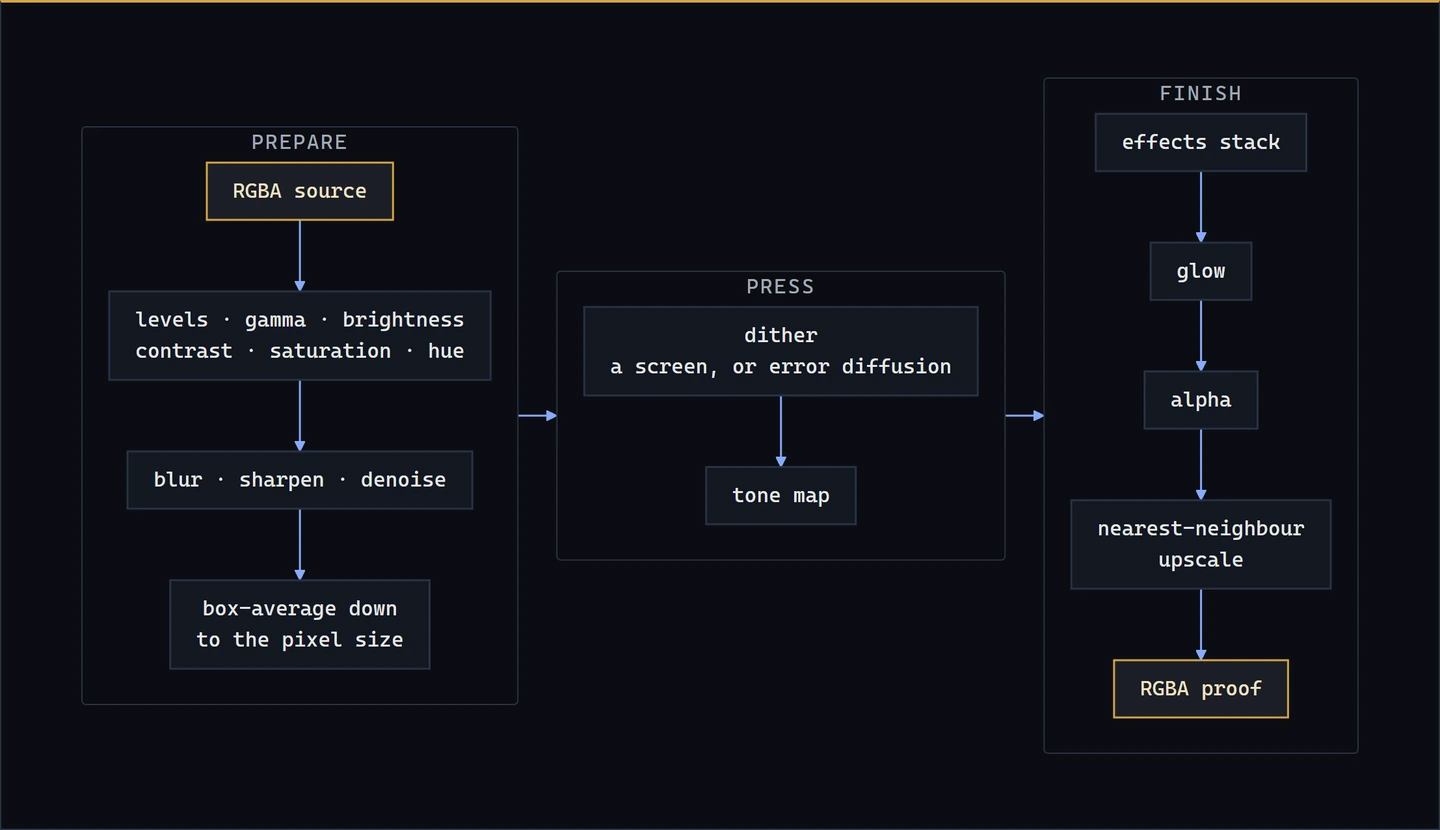 PREPARE
RGBA source
levels · gamma · brightness
contrast · saturation · hue
blur · sharpen · denoise
box-average down
to the pixel size
PRESS
dither
a screen, or error diffusion
tone map
FINISH
effects stack
glow
alpha
nearest-neighbour
upscale
RGBA proof